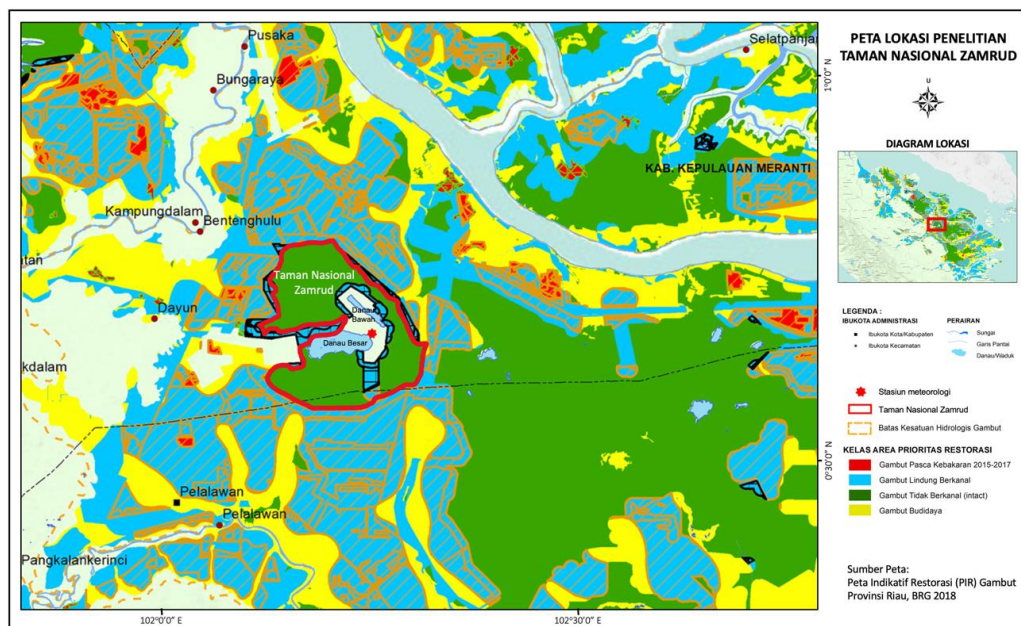 Pusaka
Selatpanjan
Bungaraya
KAB. KEPULAUAN MERANTI
Kampungdalam
Bentenghulu
tan
Taman Nasional
Zamrud
Danau
Bawah
Danau Besar
Dayun
kdalam
Pelalawan
Pelalawan
Pangkalankerinci
102°0'0" E
102°30'0" E
1°0'0" N
0°30'0" N
PETA LOKASI PENELITIAN
TAMAN NASIONAL ZAMRUD
U
DIAGRAM LOKASI
LEGENDA :
IBUKOTA ADMINISTRASI
Ibukota Kota/Kabupaten
Ibukota Kecamatan
PERAIRAN
Sungai
Garis Pantai
Danau/Waduk
Stasiun meteorologi
Taman Nasional Zamrud
Batas Kesatuan Hidrologis Gambut
KELAS AREA PRIORITAS RESTORASI
Gambut Pasca Kebakaran 2015-2017
Gambut Lindung Berkanal
Gambut Tidak Berkanal (intact)
Gambut Budidaya
Sumber Peta:
Peta Indikatif Restorasi (PIR) Gambut
Provinsi Riau, BRG 2018